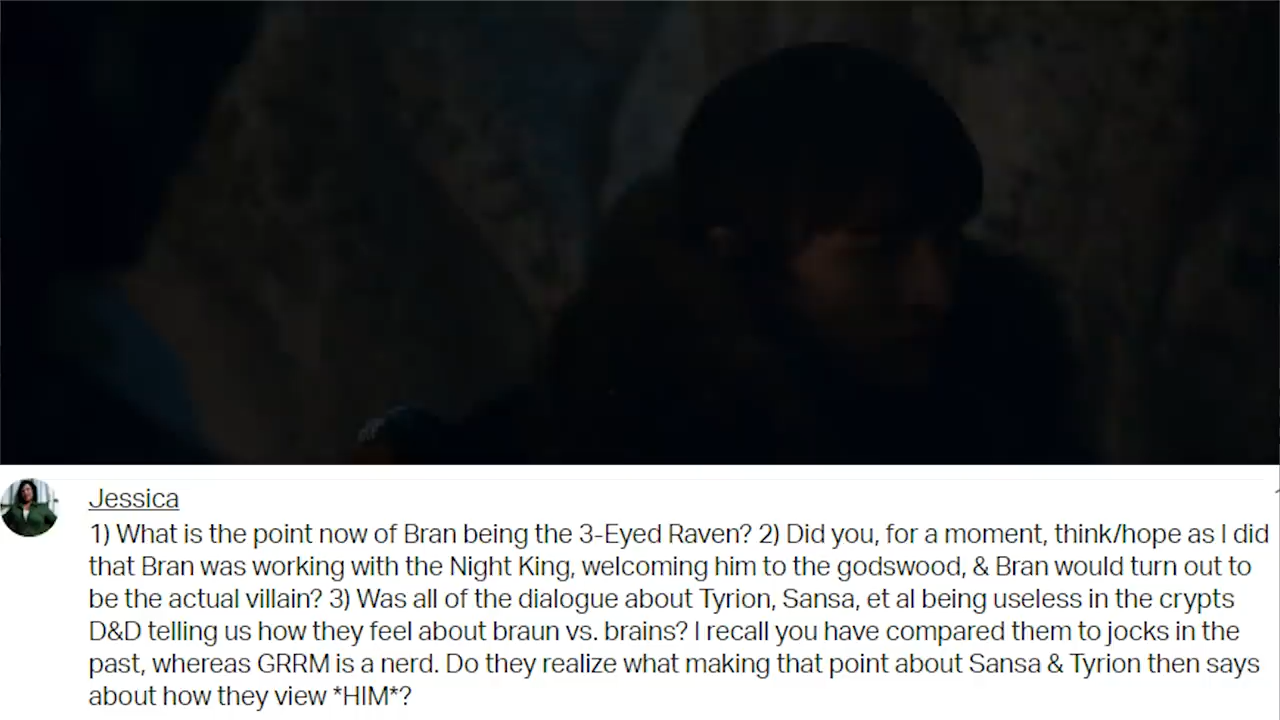 Jessica
1) What is the point now of Bran being the 3-Eyed Raven? 2) Did you, for a moment, think/hope as I did
that Bran was working with the Night King, welcoming him to the godswood, & Bran would turn out to
be the actual villain? 3) Was all of the dialogue about Tyrion, Sansa, et al being useless in the crypts
D&D telling us how they feel about braun vs. brains? I recall you have compared them to jocks in the
past, whereas GRRM is a nerd. Do they realize what making that point about Sansa & Tyrion then says
about how they view *HIM*?